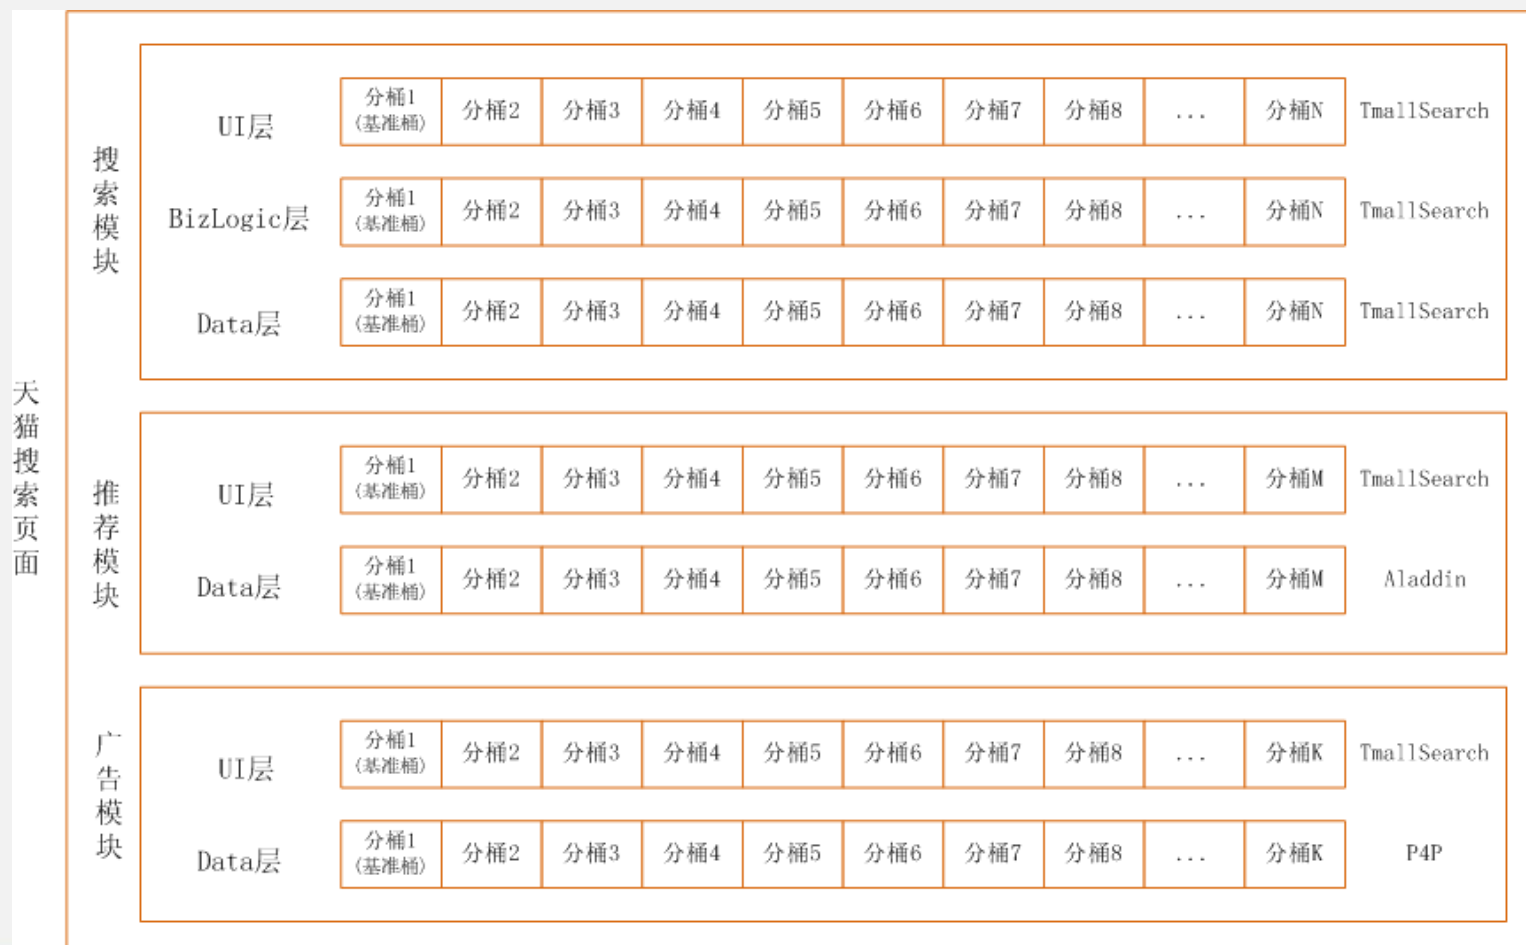 天猫搜索页面
搜索模块
UI层
分桶1
(基准桶)
分桶2
分桶3
分桶4
分桶5
分桶6
分桶7
分桶8
...
分桶N
TmallSearch
BizLogic层
分桶1
(基准桶)
分桶2
分桶3
分桶4
分桶5
分桶6
分桶7
分桶8
...
分桶N
TmallSearch
Data层
分桶1
(基准桶)
分桶2
分桶3
分桶4
分桶5
分桶6
分桶7
分桶8
...
分桶N
TmallSearch
推荐模块
UI层
分桶1
(基准桶)
分桶2
分桶3
分桶4
分桶5
分桶6
分桶7
分桶8
...
分桶M
TmallSearch
Data层
分桶1
(基准桶)
分桶2
分桶3
分桶4
分桶5
分桶6
分桶7
分桶8
...
分桶M
Aladdin
广告模块
UI层
分桶1
(基准桶)
分桶2
分桶3
分桶4
分桶5
分桶6
分桶7
分桶8
...
分桶K
TmallSearch
Data层
分桶1
(基准桶)
分桶2
分桶3
分桶4
分桶5
分桶6
分桶7
分桶8
...
分桶K
P4P